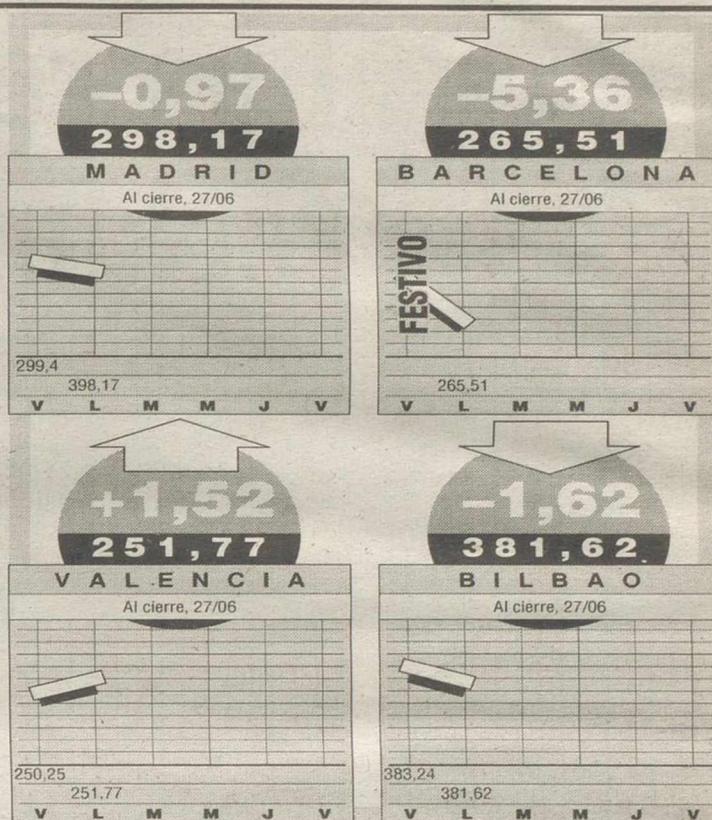 –0,97
298,17
MADRID
Al cierre, 27/06
299,4
398,17
V L M M J V
–5,36
265,51
BARCELONA
Al cierre, 27/06
FESTIVO
265,51
V L M M J V
+1,52
251,77
VALENCIA
Al cierre, 27/06
250,25
251,77
V L M M J V
–1,62
381,62
BILBAO
Al cierre, 27/06
383,24
381,62
V L M M J V